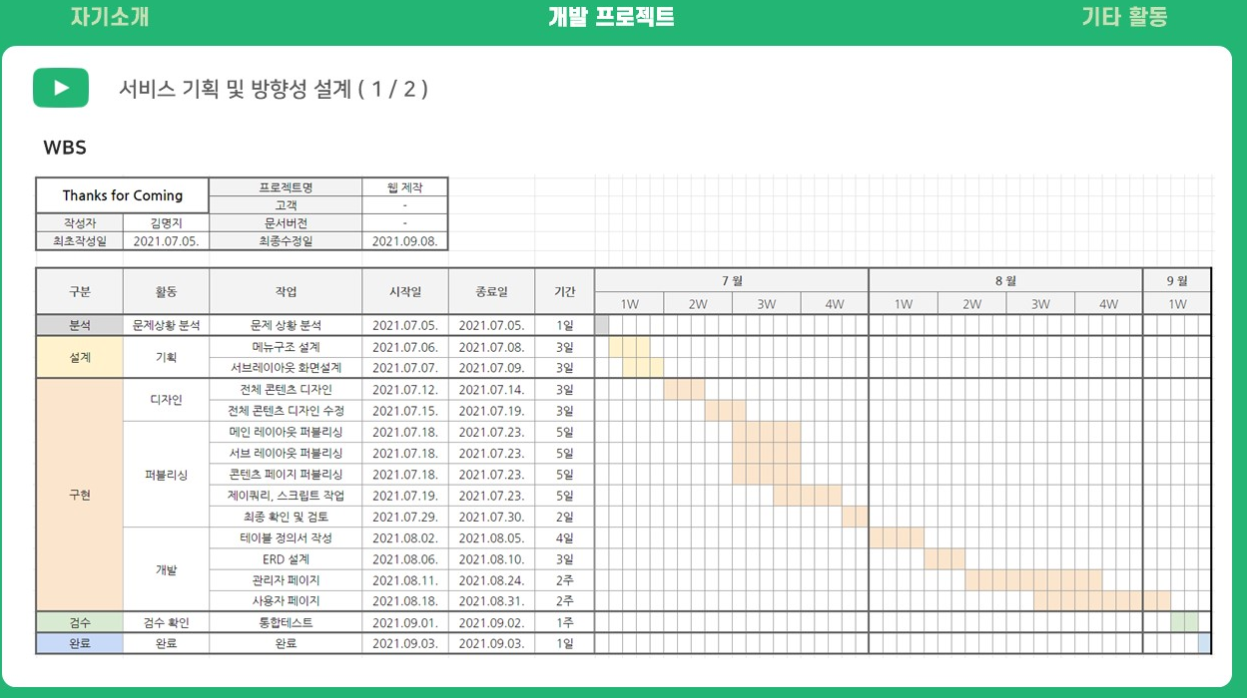 자기소개 개발 프로젝트 기타 활동
서비스 기획 및 방향성 설계 ( 1 / 2 )
WBS
Thanks for Coming 프로젝트명 웹 제작
고객 -
작성자 김명지 문서버전 -
최초작성일 2021.07.05. 최종수정일 2021.09.08.
구분 활동 작업 시작일 종료일 기간 7 월 8 월 9 월
1W 2W 3W 4W 1W 2W 3W 4W 1W
분석 문제상황 분석 문제 상황 분석 2021.07.05. 2021.07.05. 1일
설계 기획 메뉴구조 설계 2021.07.06. 2021.07.08. 3일
서브레이아웃 화면설계 2021.07.07. 2021.07.09. 3일
구현 디자인 전체 콘텐츠 디자인 2021.07.12. 2021.07.14. 3일
전체 콘텐츠 디자인 수정 2021.07.15. 2021.07.19. 3일
퍼블리싱 메인 레이아웃 퍼블리싱 2021.07.18. 2021.07.23. 5일
서브 레이아웃 퍼블리싱 2021.07.18. 2021.07.23. 5일
콘텐츠 페이지 퍼블리싱 2021.07.18. 2021.07.23. 5일
제이쿼리, 스크립트 작업 2021.07.19. 2021.07.23. 5일
최종 확인 및 검토 2021.07.29. 2021.07.30. 2일
개발 테이블 정의서 작성 2021.08.02. 2021.08.05. 4일
ERD 설계 2021.08.06. 2021.08.10. 3일
관리자 페이지 2021.08.11. 2021.08.24. 2주
사용자 페이지 2021.08.18. 2021.08.31. 2주
검수 검수 확인 통합테스트 2021.09.01. 2021.09.02. 1주
완료 완료 완료 2021.09.03. 2021.09.03. 1일